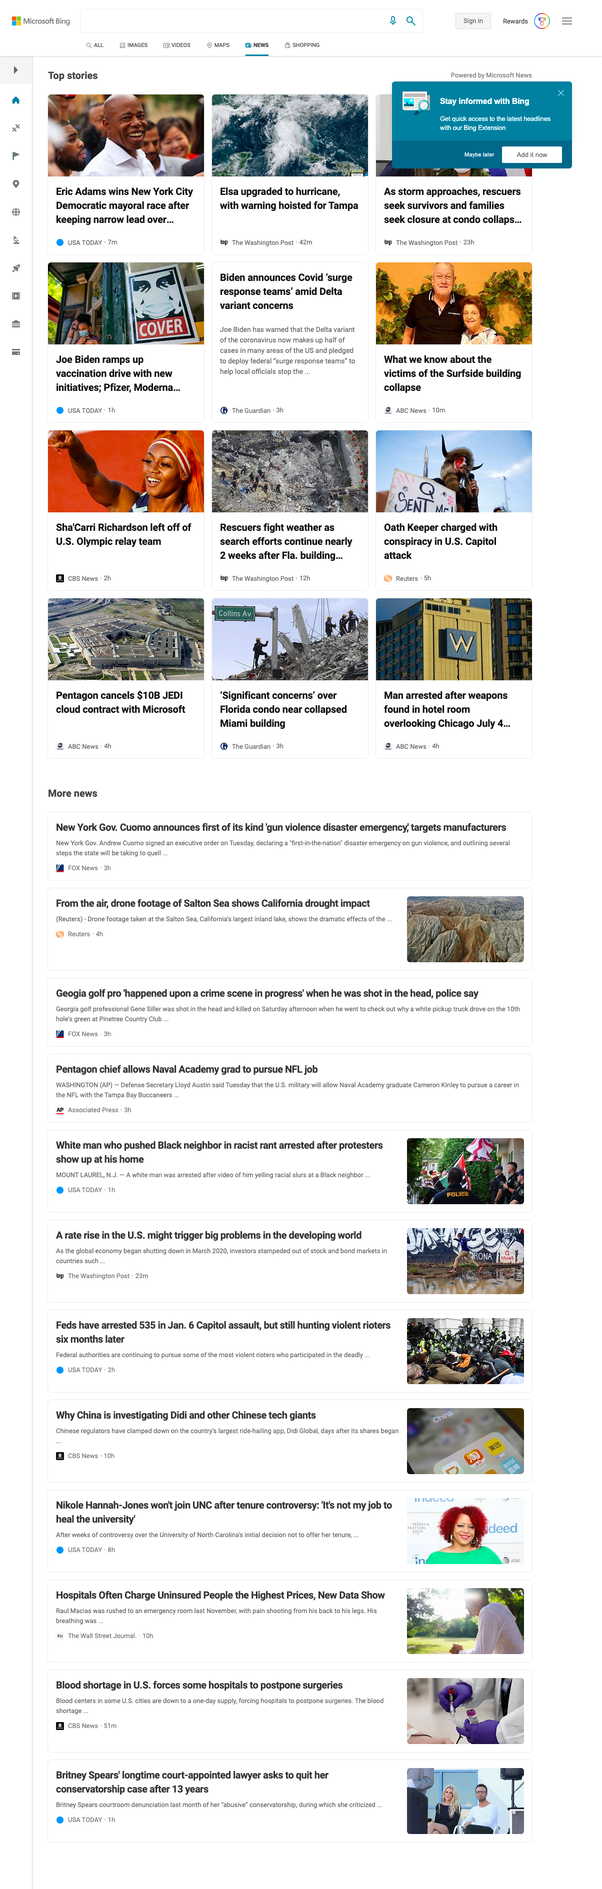 Microsoft Bing
Sign in
Rewards
ALL
IMAGES
VIDEOS
MAPS
NEWS
SHOPPING
Top stories
Powered by Microsoft News
Stay informed with Bing
Get quick access to the latest headlines
with our Bing Extension
Maybe later
Add it now
Eric Adams wins New York City
Democratic mayoral race after
keeping narrow lead over...
USA TODAY · 7m
Elsa upgraded to hurricane,
with warning hoisted for Tampa
wp The Washington Post · 42m
As storm approaches, rescuers
seek survivors and families
seek closure at condo collaps...
wp The Washington Post · 23h
COVER
Joe Biden ramps up
vaccination drive with new
initiatives; Pfizer, Moderna...
USA TODAY · 1h
Biden announces Covid ‘surge
response teams’ amid Delta
variant concerns
Joe Biden has warned that the Delta variant
of the coronavirus now makes up half of
cases in many areas of the US and pledged
to deploy federal “surge response teams” to
help local officials stop the ...
The Guardian · 3h
What we know about the
victims of the Surfside building
collapse
ABC News · 10m
Sha'Carri Richardson left off of
U.S. Olympic relay team
CBS News · 2h
Rescuers fight weather as
search efforts continue nearly
2 weeks after Fla. building...
wp The Washington Post · 12h
Q
SENT ME!
Oath Keeper charged with
conspiracy in U.S. Capitol
attack
Reuters · 5h
Pentagon cancels $10B JEDI
cloud contract with Microsoft
ABC News · 4h
Collins Av
‘Significant concerns’ over
Florida condo near collapsed
Miami building
The Guardian · 3h
W
Man arrested after weapons
found in hotel room
overlooking Chicago July 4...
ABC News · 4h
More news
New York Gov. Cuomo announces first of its kind 'gun violence disaster emergency,' targets manufacturers
New York Gov. Andrew Cuomo signed an executive order on Tuesday, declaring a "first-in-the-nation" disaster emergency on gun violence, and outlining several
steps the state will be taking to quell ...
FOX News · 3h
From the air, drone footage of Salton Sea shows California drought impact
(Reuters) - Drone footage taken at the Salton Sea, California's largest inland lake, shows the dramatic effects of the ...
Reuters · 4h
Georgia golf pro 'happened upon a crime scene in progress' when he was shot in the head, police say
Georgia golf professional Gene Siller was shot in the head and killed on Saturday afternoon when he went to check out why a white pickup truck drove on the 10th
hole's green at Pinetree Country Club ...
FOX News · 3h
Pentagon chief allows Naval Academy grad to pursue NFL job
WASHINGTON (AP) — Defense Secretary Lloyd Austin said Tuesday that the U.S. military will allow Naval Academy graduate Cameron Kinley to pursue a career in
the NFL with the Tampa Bay Buccaneers ...
AP Associated Press · 3h
White man who pushed Black neighbor in racist rant arrested after protesters
show up at his home
MOUNT LAUREL, N.J. — A white man was arrested after video of him yelling racial slurs at a Black neighbor ...
USA TODAY · 1h
POLICE
A rate rise in the U.S. might trigger big problems in the developing world
As the global economy began shutting down in March 2020, investors stampeded out of stock and bond markets in
countries such ...
wp The Washington Post · 23m
Feds have arrested 535 in Jan. 6 Capitol assault, but still hunting violent rioters
six months later
Federal authorities are continuing to pursue some of the most violent rioters who participated in the deadly ...
USA TODAY · 2h
Why China is investigating Didi and other Chinese tech giants
Chinese regulators have clamped down on the country's largest ride-hailing app, Didi Global, days after its shares began
...
CBS News · 10h
China
Nikole Hannah-Jones won't join UNC after tenure controversy: 'It's not my job to
heal the university'
After weeks of controversy over the University of North Carolina's initial decision not to offer her tenure, ...
USA TODAY · 8h
indeed
deed
AT&T
Hospitals Often Charge Uninsured People the Highest Prices, New Data Show
Raul Macias was rushed to an emergency room last November, with pain shooting from his back to his legs. His
breathing was ...
WSJ The Wall Street Journal. · 10h
Blood shortage in U.S. forces some hospitals to postpone surgeries
Blood centers in some U.S. cities are down to a one-day supply, forcing hospitals to postpone surgeries. The blood
shortage ...
CBS News · 51m
Britney Spears' longtime court-appointed lawyer asks to quit her
conservatorship case after 13 years
Britney Spears courtroom denunciation last month of her "abusive" conservatorship, during which she criticized ...
USA TODAY · 1h